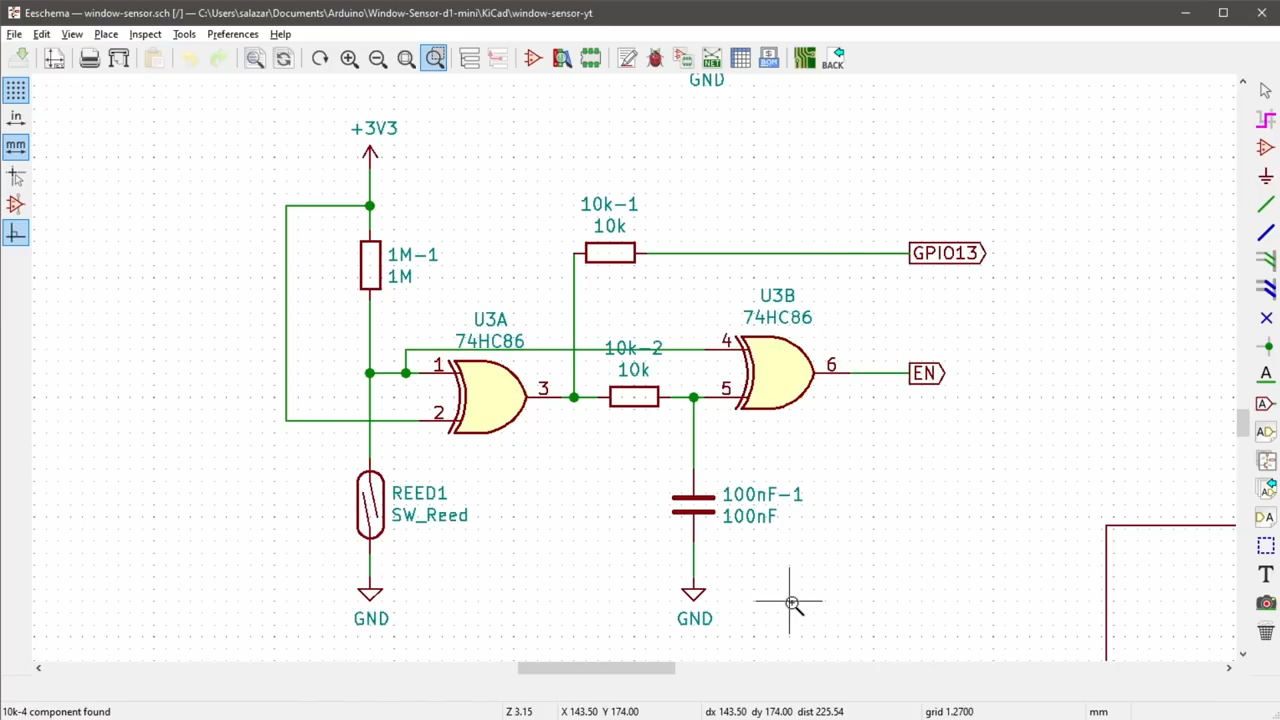 Eeschema — window-sensor.sch [/] — C:\Users\salazar\Documents\Arduino\Window-Sensor-d1-mini\KiCad\window-sensor-yt
File Edit View Place Inspect Tools Preferences Help
BACK
GND
in
mm
+3V3
10k-1
10k
1M-1
1M
GPIO13
U3B
74HC86
U3A
74HC86
10k-2
10k
4
1
6
EN
3
5
2
REED1
SW_Reed
100nF-1
100nF
GND
GND
10k-4 component found
Z 3.15
X 143.50 Y 174.00
dx 143.50 dy 174.00 dist 225.54
grid 1.2700
mm